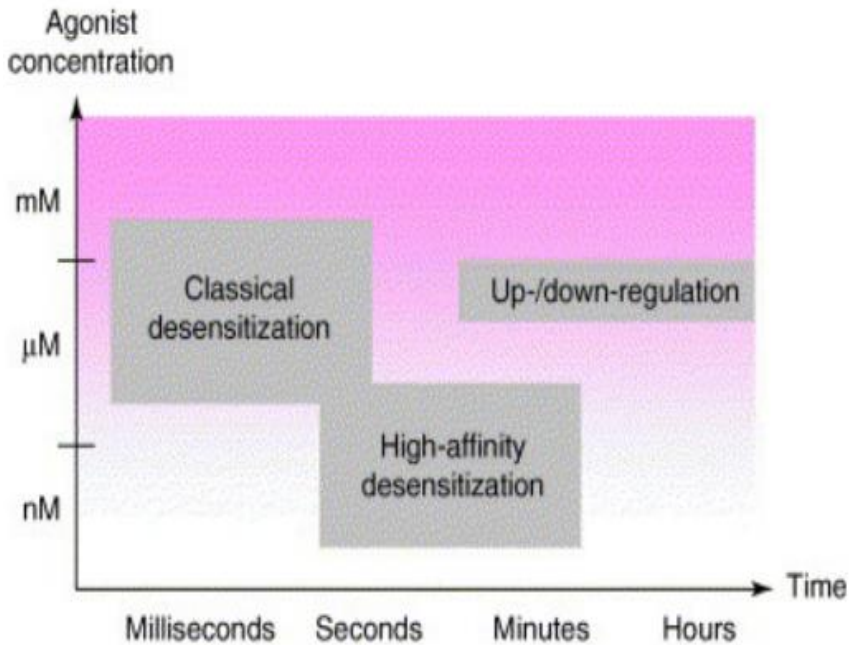 Agonist
concentration
mM
Classical
desensitization
Up-/down-regulation
μM
High-affinity
desensitization
nM
Time
Milliseconds Seconds Minutes Hours